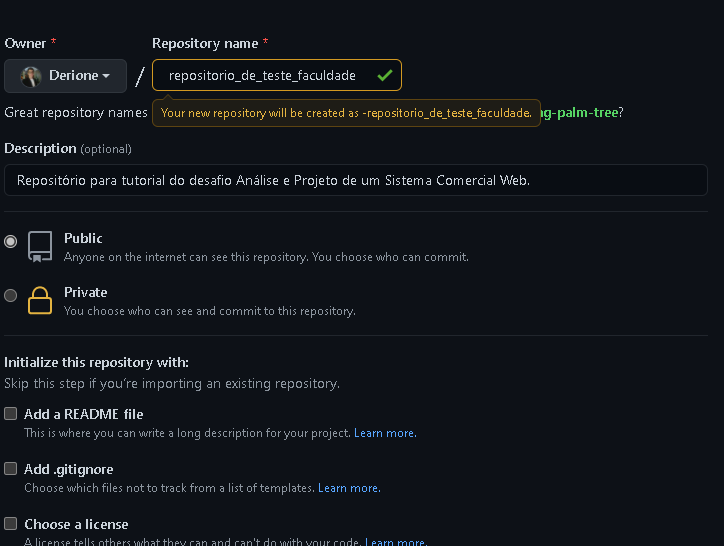 Owner * Repository name *
Derione / repositorio_de_teste_faculdade
Great repository names
Your new repository will be created as -repositorio_de_teste_faculdade.
ng-palm-tree?
Description (optional)
Repositório para tutorial do desafio Análise e Projeto de um Sistema Comercial Web.
Public
Anyone on the internet can see this repository. You choose who can commit.
Private
You choose who can see and commit to this repository.
Initialize this repository with:
Skip this step if you're importing an existing repository.
Add a README file
This is where you can write a long description for your project. Learn more.
Add .gitignore
Choose which files not to track from a list of templates. Learn more.
Choose a license
A license tells others what they can and can't do with your code. Learn more.